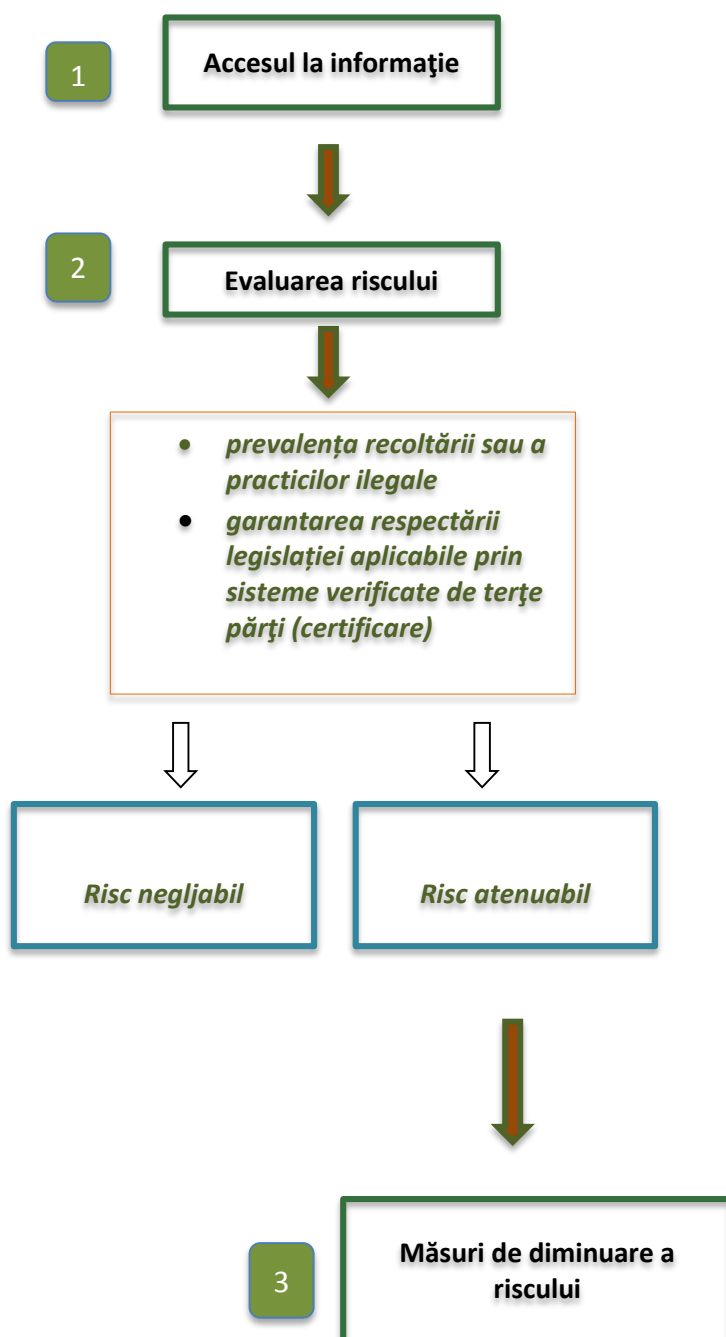 1
Accesul la informaţie
2
Evaluarea riscului
• prevalența recoltării sau a
practicilor ilegale
• garantarea respectării
legislației aplicabile prin
sisteme verificate de terţe
părţi (certificare)
Risc negljabil
Risc atenuabil
3
Măsuri de diminuare a
riscului